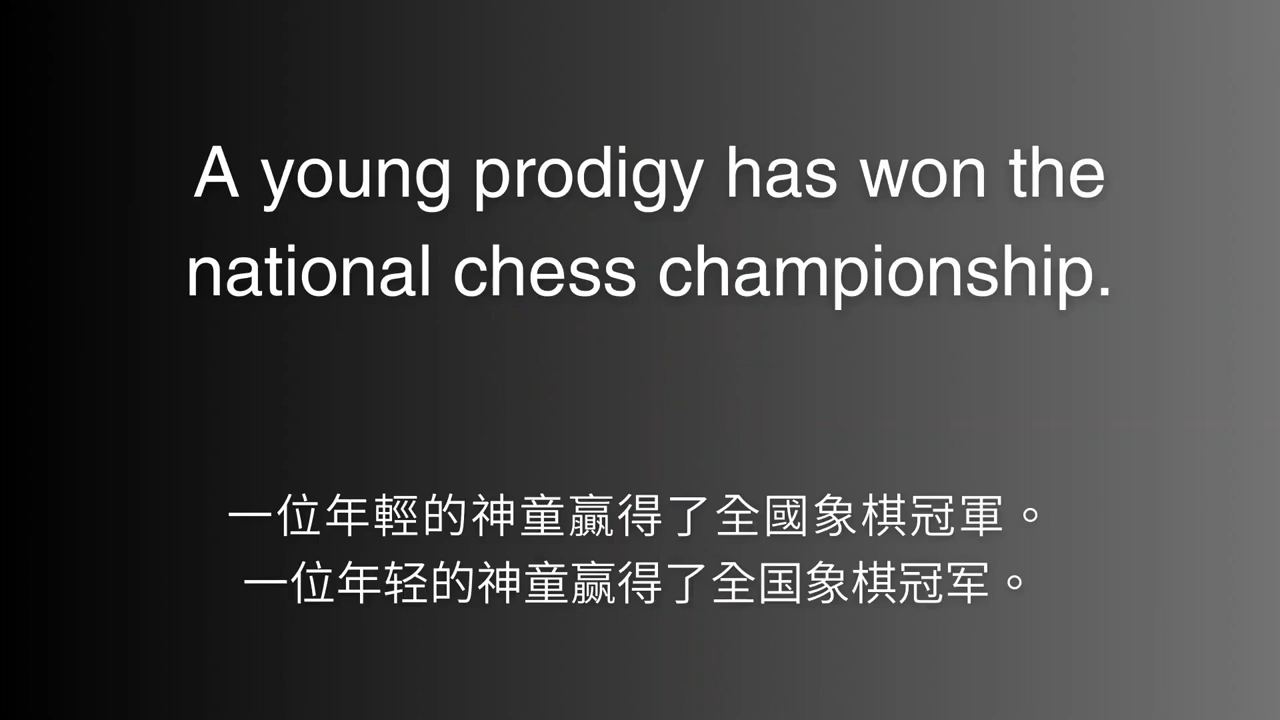 A young prodigy has won the
national chess championship.
一位年輕的神童贏得了全國象棋冠軍。
一位年轻的神童赢得了全国象棋冠军。